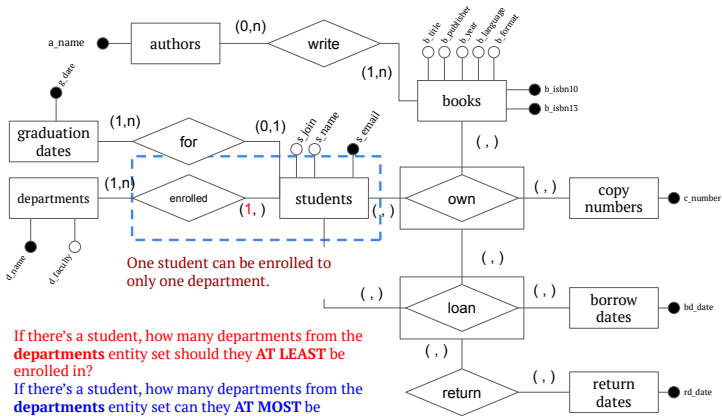 a_name
authors
(0,n)
write
(1,n)
b_title
b_publisher
b_year
b_language
b_format
books
b_isbn10
b_isbn13
g_date
graduation
dates
(1,n)
for
(0,1)
s_join
s_name
s_email
( , )
departments
(1,n)
enrolled
(1, )
students
( , )
own
( , )
copy
numbers
c_number
d_name
d_faculty
One student can be enrolled to
only one department.
( , )
( , )
loan
( , )
borrow
dates
bd_date
( , )
return
( , )
return
dates
rd_date
If there's a student, how many departments from the
departments entity set should they AT LEAST be
enrolled in?
If there's a student, how many departments from the
departments entity set can they AT MOST be